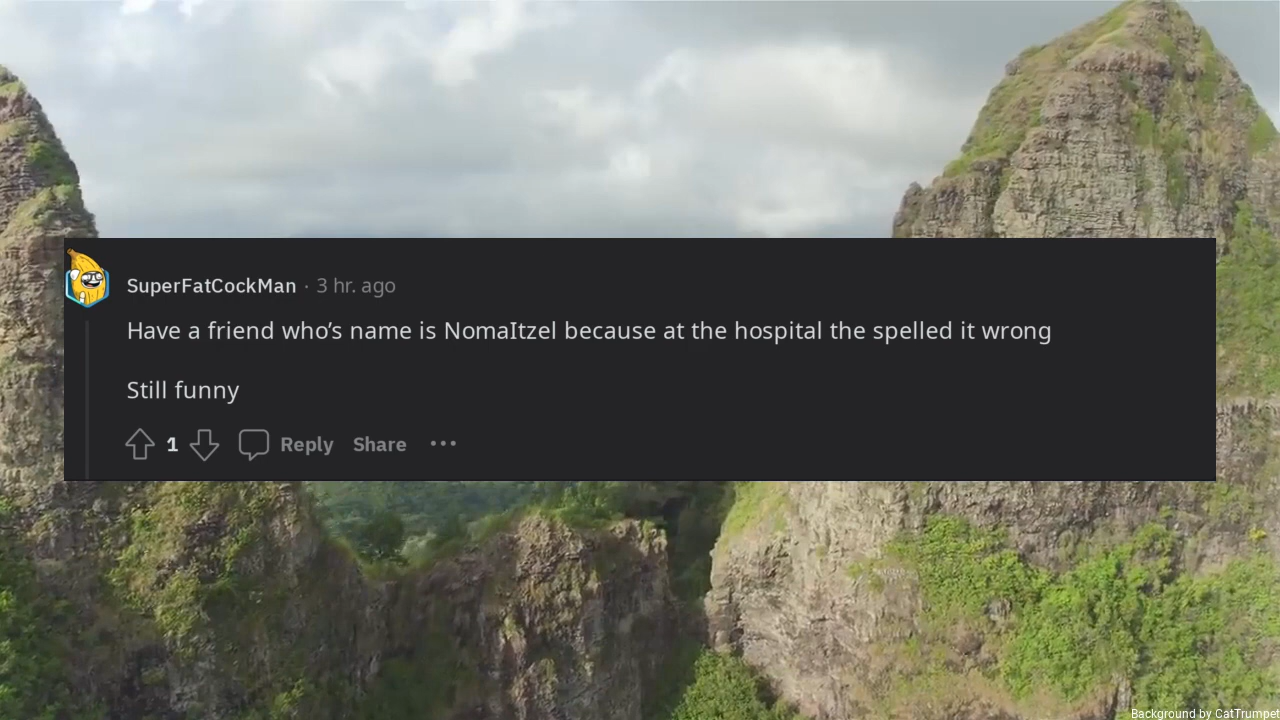 SuperFatCockMan · 3 hr. ago
Have a friend who’s name is NomaItzel because at the hospital the spelled it wrong
Still funny
1 Reply Share ···
Background by CatTrumpet